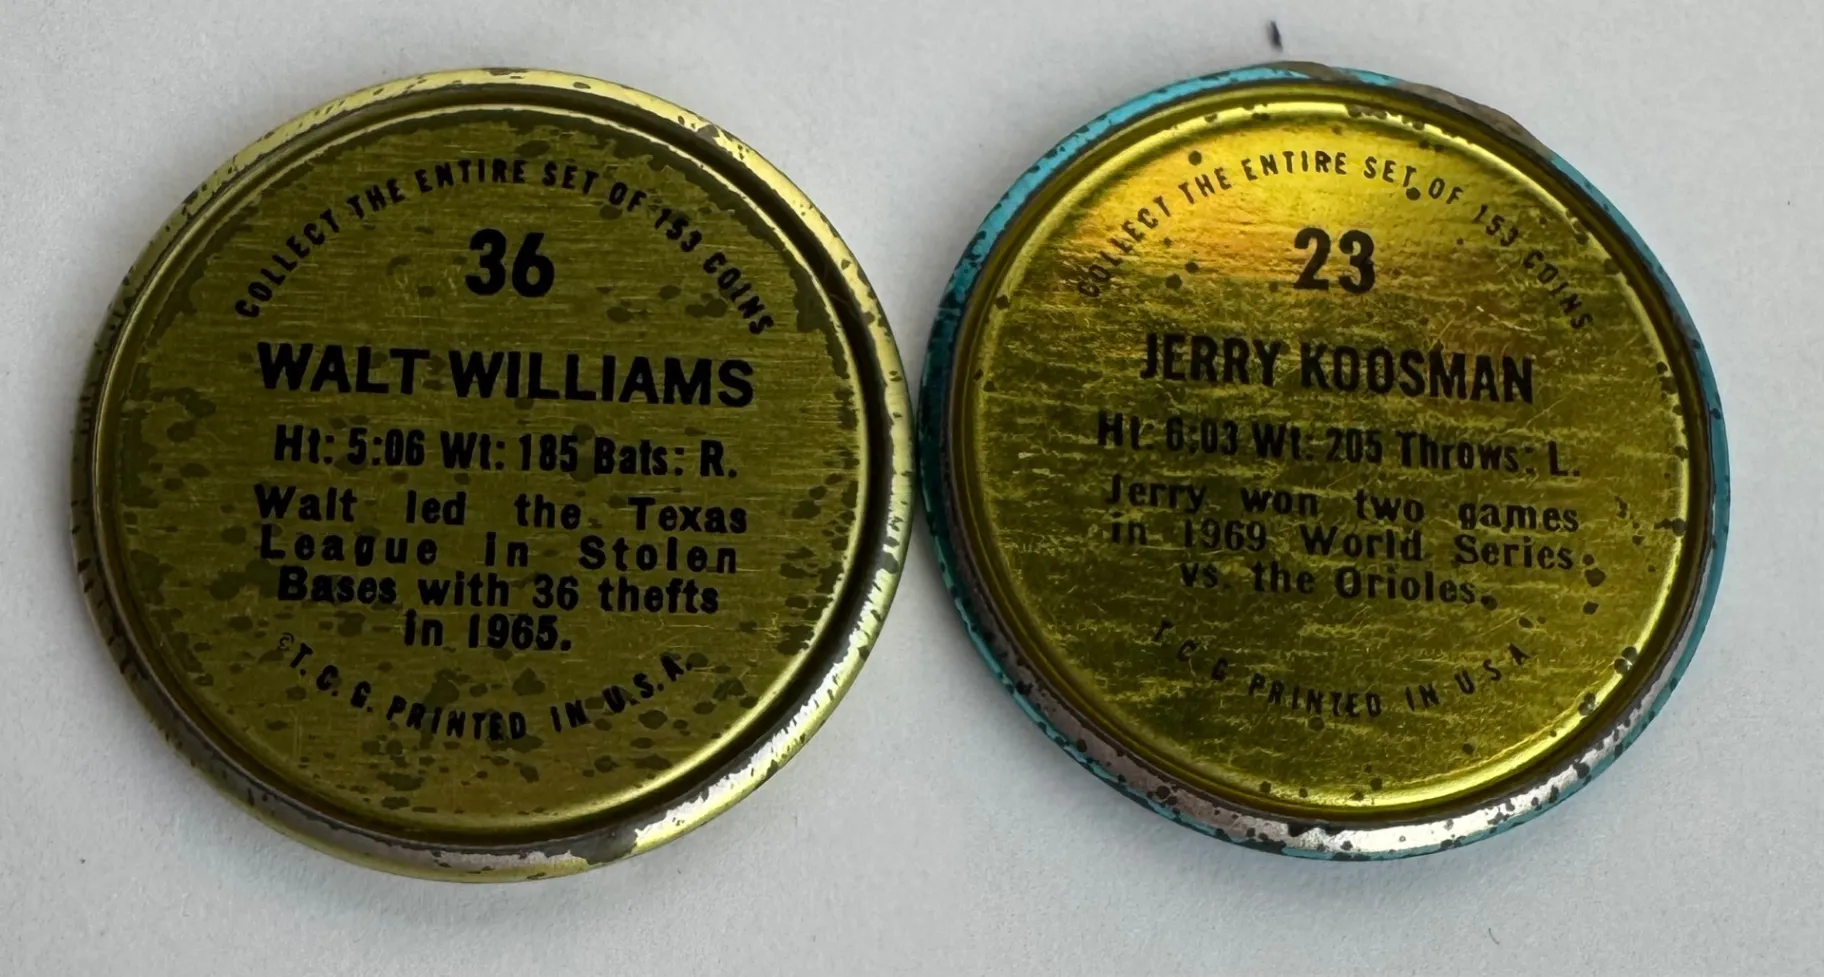 COLLECT THE ENTIRE SET OF 153 COINS
36
WALT WILLIAMS
Ht: 5:06 Wt: 185 Bats: R.
Walt led the Texas
League in Stolen
Bases with 36 thefts
in 1965.
©T. C. G. PRINTED IN U.S.A.
COLLECT THE ENTIRE SET OF 153 COINS
23
JERRY KOOSMAN
Ht: 6:03 Wt: 205 Throws: L.
Jerry won two games
in 1969 World Series
vs. the Orioles.
T. C. G. PRINTED IN U.S.A.